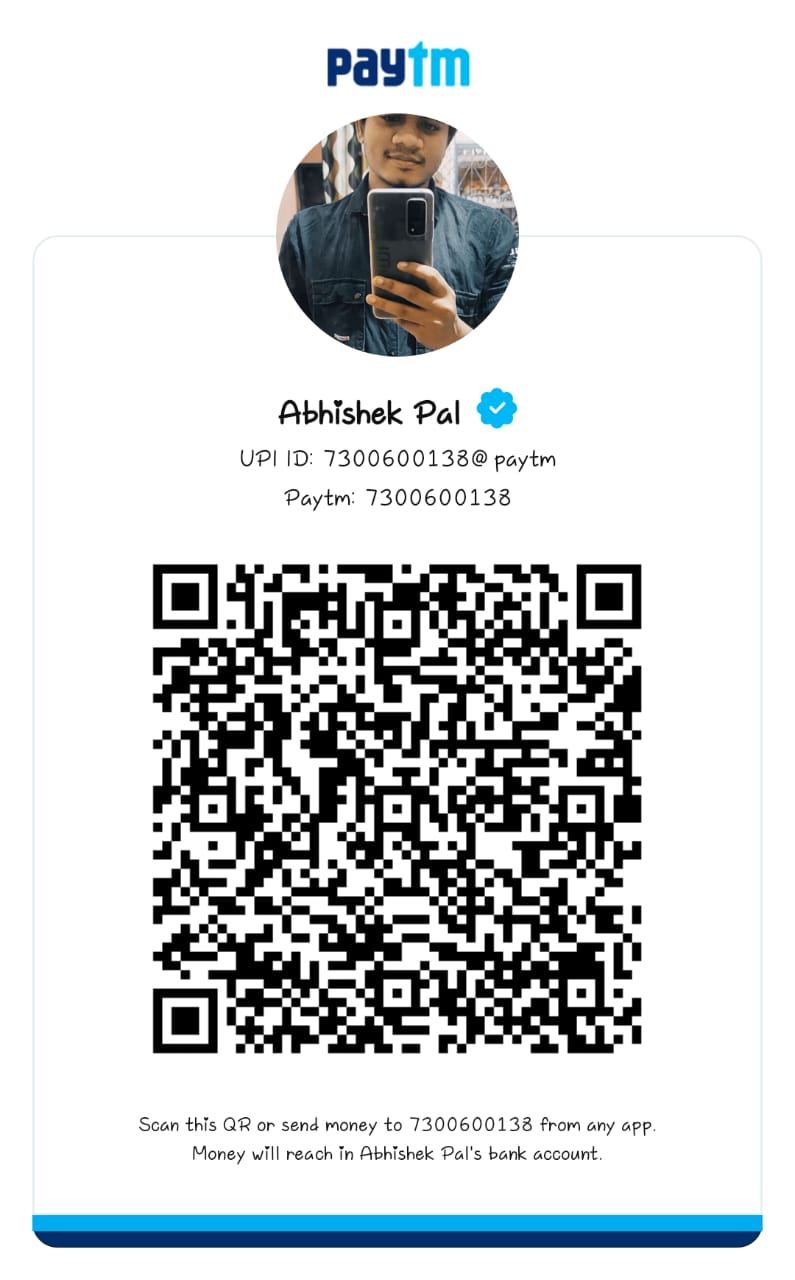 paytm
Abhishek Pal
UPI ID: 7300600138@ paytm
Paytm: 7300600138
Scan this QR or send money to 7300600138 from any app.
Money will reach in Abhishek Pal's bank account.